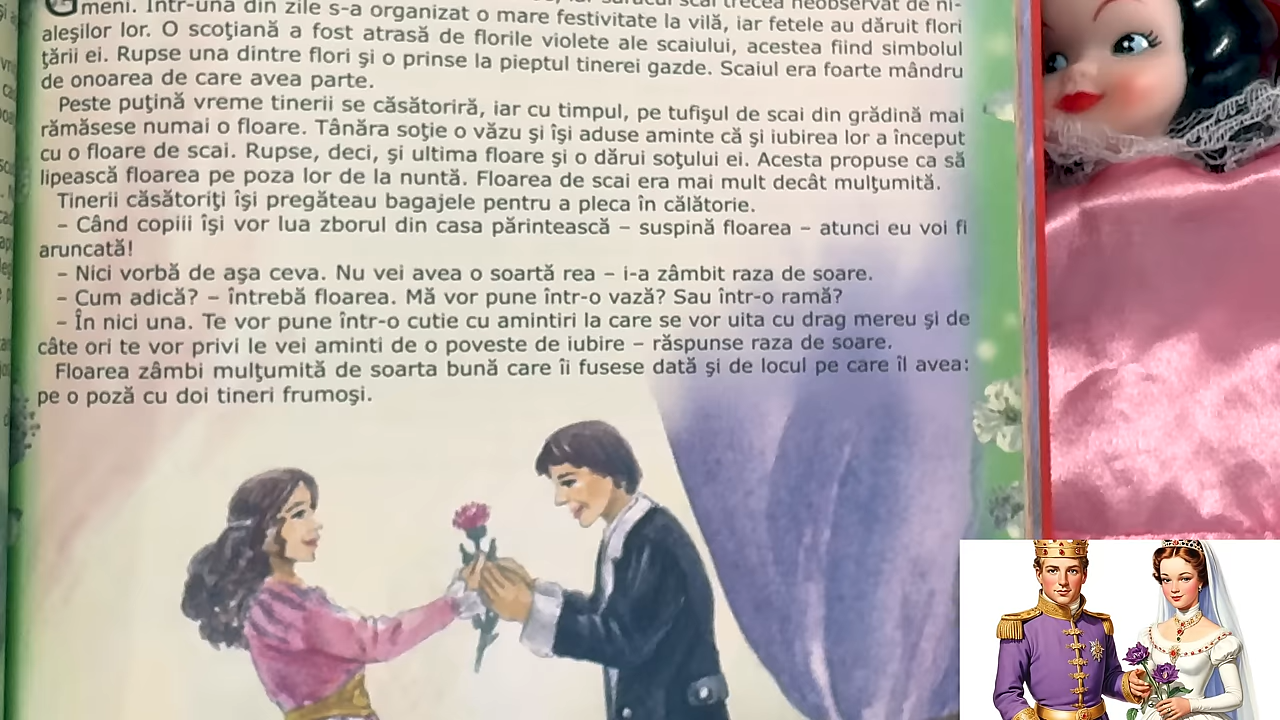 meni. Într-una din zile s-a organizat o mare festivitate la vilă, iar fetele au dăruit flori
aleşilor lor. O scoţiană a fost atrasă de florile violete ale scaiului, acestea fiind simbolul
ţării ei. Rupse una dintre flori şi o prinse la pieptul tinerei gazde. Scaiul era foarte mândru
de onoarea de care avea parte.
Peste puţină vreme tinerii se căsătoriră, iar cu timpul, pe tufişul de scai din grădină mai
rămăsese numai o floare. Tânăra soţie o văzu şi îşi aduse aminte că şi iubirea lor a început
cu o floare de scai. Rupse, deci, şi ultima floare şi o dărui soţului ei. Acesta propuse ca să
lipească floarea pe poza lor de la nuntă. Floarea de scai era mai mult decât mulţumită.
Tinerii căsătoriţi îşi pregăteau bagajele pentru a pleca în călătorie.
– Când copiii îşi vor lua zborul din casa părintească – suspină floarea – atunci eu voi fi
aruncată!
– Nici vorbă de aşa ceva. Nu vei avea o soartă rea – i-a zâmbit raza de soare.
– Cum adică? – întrebă floarea. Mă vor pune într-o vază? Sau într-o ramă?
– În nici una. Te vor pune într-o cutie cu amintiri la care se vor uita cu drag mereu şi de
câte ori te vor privi le vei aminti de o poveste de iubire – răspunse raza de soare.
Floarea zâmbi mulţumită de soarta bună care îi fusese dată şi de locul pe care îl avea:
pe o poză cu doi tineri frumoşi.